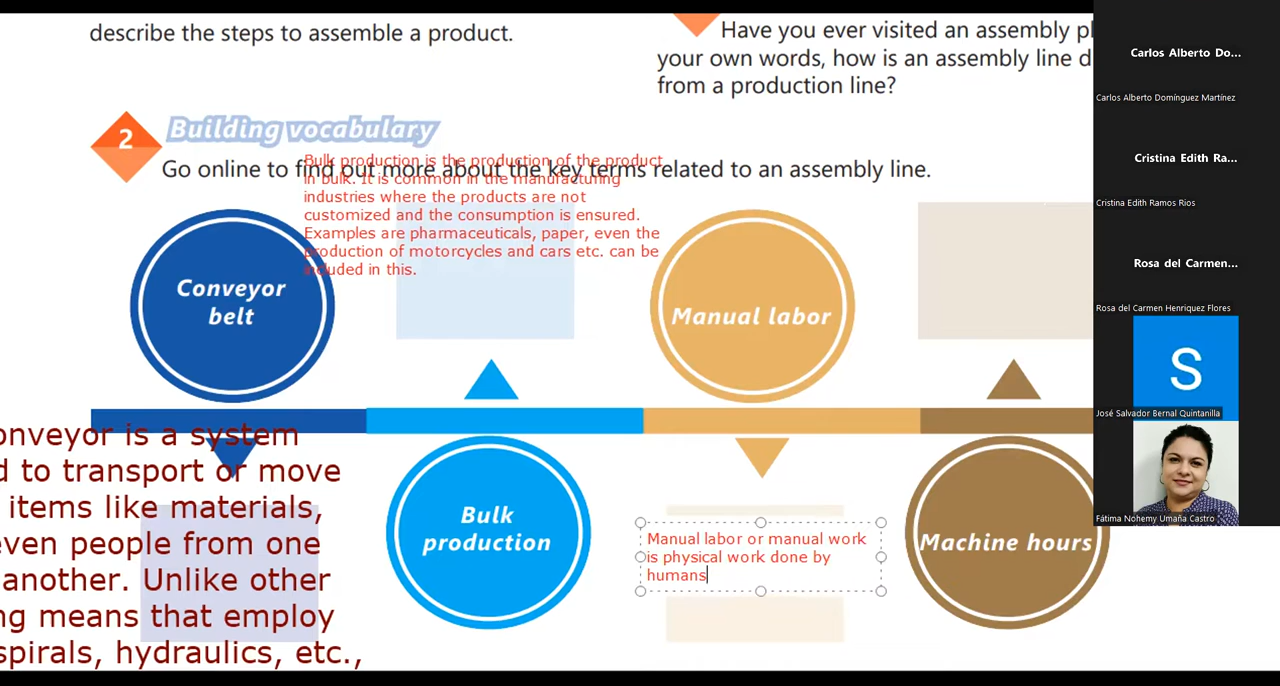 describe the steps to assemble a product.
Have you ever visited an assembly
your own words, how is an assembly line
from a production line?
2
Building vocabulary
Go online to find out more about the key terms related to an assembly line.
Bulk production is the production of the product
in bulk. It is common in the manufacturing
industries where the products are not
customized and the consumption is ensured.
Examples are pharmaceuticals, paper, even the
production of motorcycles and cars etc. can be
included in this.
Conveyor
belt
Manual labor
onveyor is a system
to transport or move
items like materials,
even people from one
another. Unlike other
means that employ
spirals, hydraulics, etc.,
Bulk
production
Manual labor or manual work
is physical work done by
humans
Machine hours
Carlos Alberto Do...
Carlos Alberto Domínguez Martínez
Cristina Edith Ra...
Cristina Edith Ramos Rios
Rosa del Carmen...
Rosa del Carmen Henriquez Flores
S
José Salvador Bernal Quintanilla
Fátima Nohemy Umaña Castro